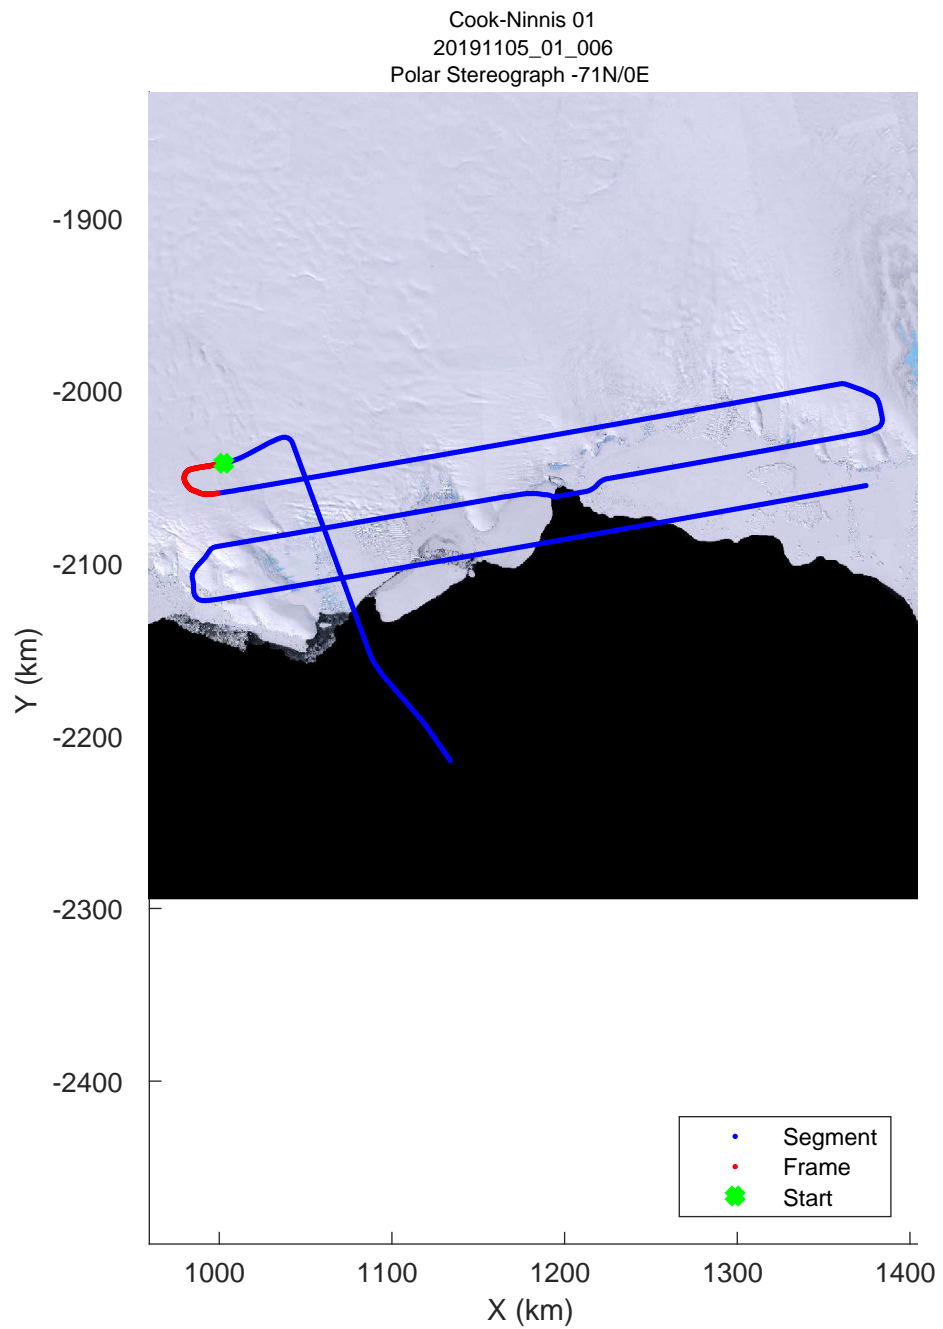 Cook-Ninnis 01
20191105_01_006
Polar Stereograph -71N/0E
-1900
-2000
-2100
-2200
-2300
-2400
Y (km)
1000
1100
1200
1300
1400
X (km)
Segment
Frame
Start